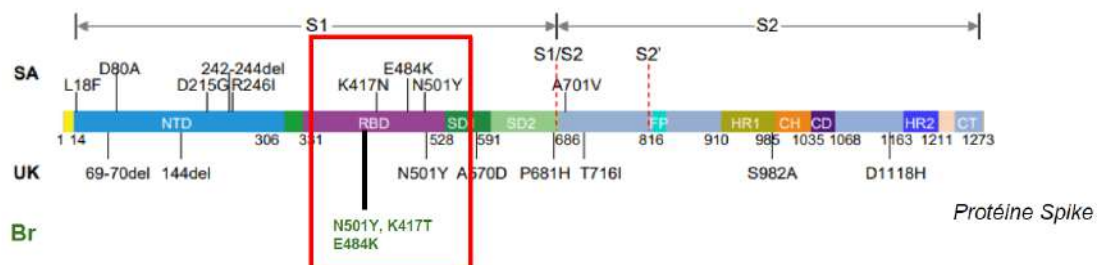 S1 S2
S1/S2 S2'
SA D80A 242-244del E484K
L18F D215G R246I K417N N501Y A701V
NTD RBD SD1 SD2 FP HR1 CH CD HR2 CT
1 14 306 331 528 591 686 816 910 985 1035 1068 1163 1211 1273
UK 69-70del 144del N501Y A570D P681H T716I S982A D1118H
Br N501Y, K417T
E484K
Protéine Spike